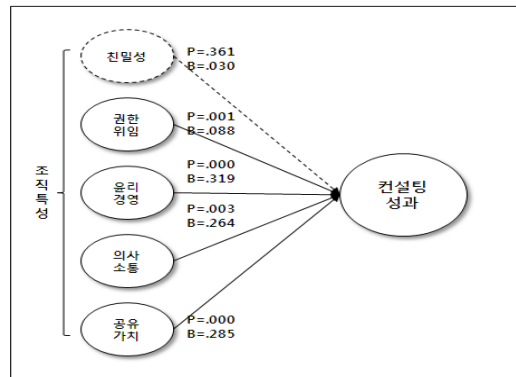 친밀성
P=.361
B=.030
권한
위임
P=.001
B=.088
조직특성
윤리
경영
P=.000
B=.319
컨설팅
성과
의사
소통
P=.003
B=.264
공유
가치
P=.000
B=.285